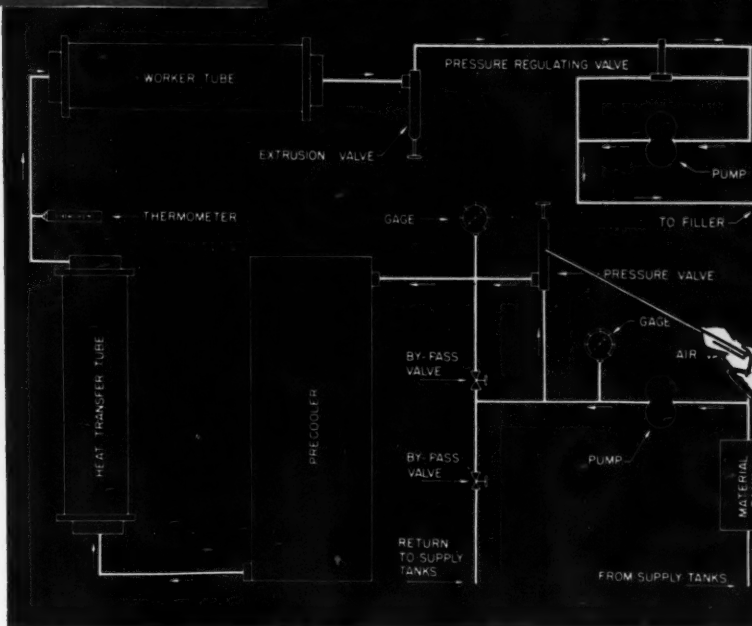 WORKER TUBE
PRESSURE REGULATING VALVE
EXTRUSION VALVE
PUMP
THERMOMETER
GAGE
TO FILLER
PRESSURE VALVE
GAGE
AIR
BY-PASS
VALVE
HEAT TRANSFER TUBE
PRECOOLER
BY-PASS
VALVE
PUMP
MATERIAL
RETURN
TO SUPPLY
TANKS
FROM SUPPLY TANKS